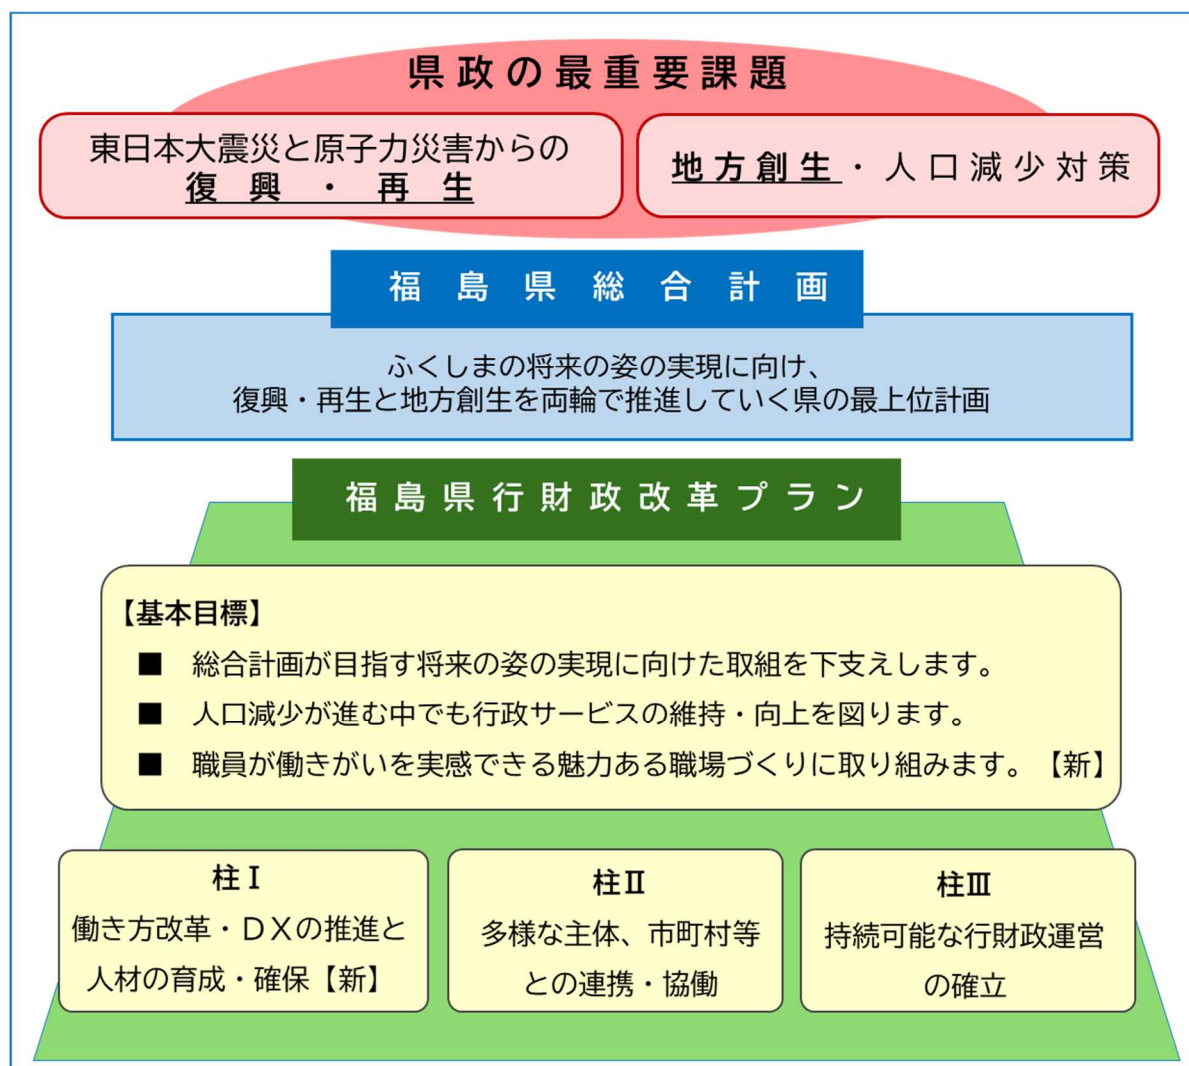 県政の最重要課題
東日本大震災と原子力災害からの
復興・再生
地方創生・人口減少対策
福島県総合計画
ふくしまの将来の姿の実現に向け、
復興・再生と地方創生を両輪で推進していく県の最上位計画
福島県行財政改革プラン
【基本目標】
■ 総合計画が目指す将来の姿の実現に向けた取組を下支えします。
■ 人口減少が進む中でも行政サービスの維持・向上を図ります。
■ 職員が働きがいを実感できる魅力ある職場づくりに取り組みます。【新】
柱Ⅰ
働き方改革・ＤＸの推進と
人材の育成・確保【新】
柱Ⅱ
多様な主体、市町村等
との連携・協働
柱Ⅲ
持続可能な行財政運営
の確立